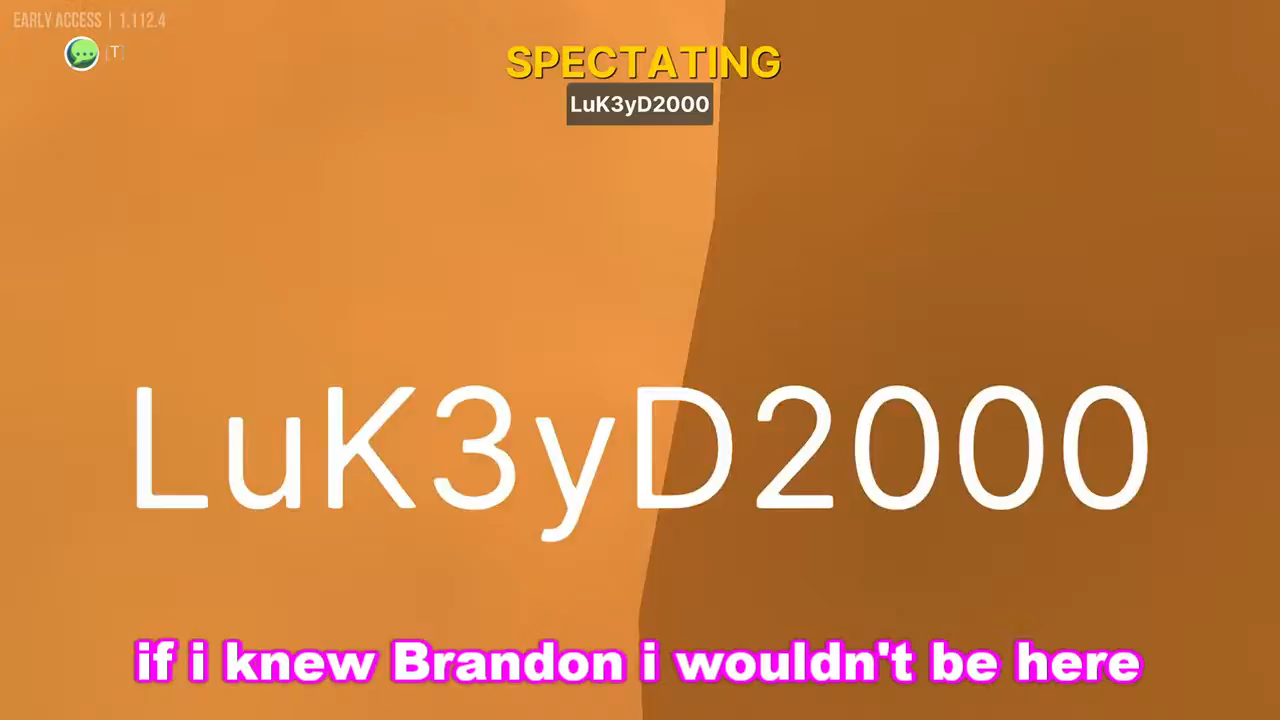 EARLY ACCESS | 1.112.4
[T]
SPECTATING
LuK3yD2000
LuK3yD2000
if i knew Brandon i wouldn't be here